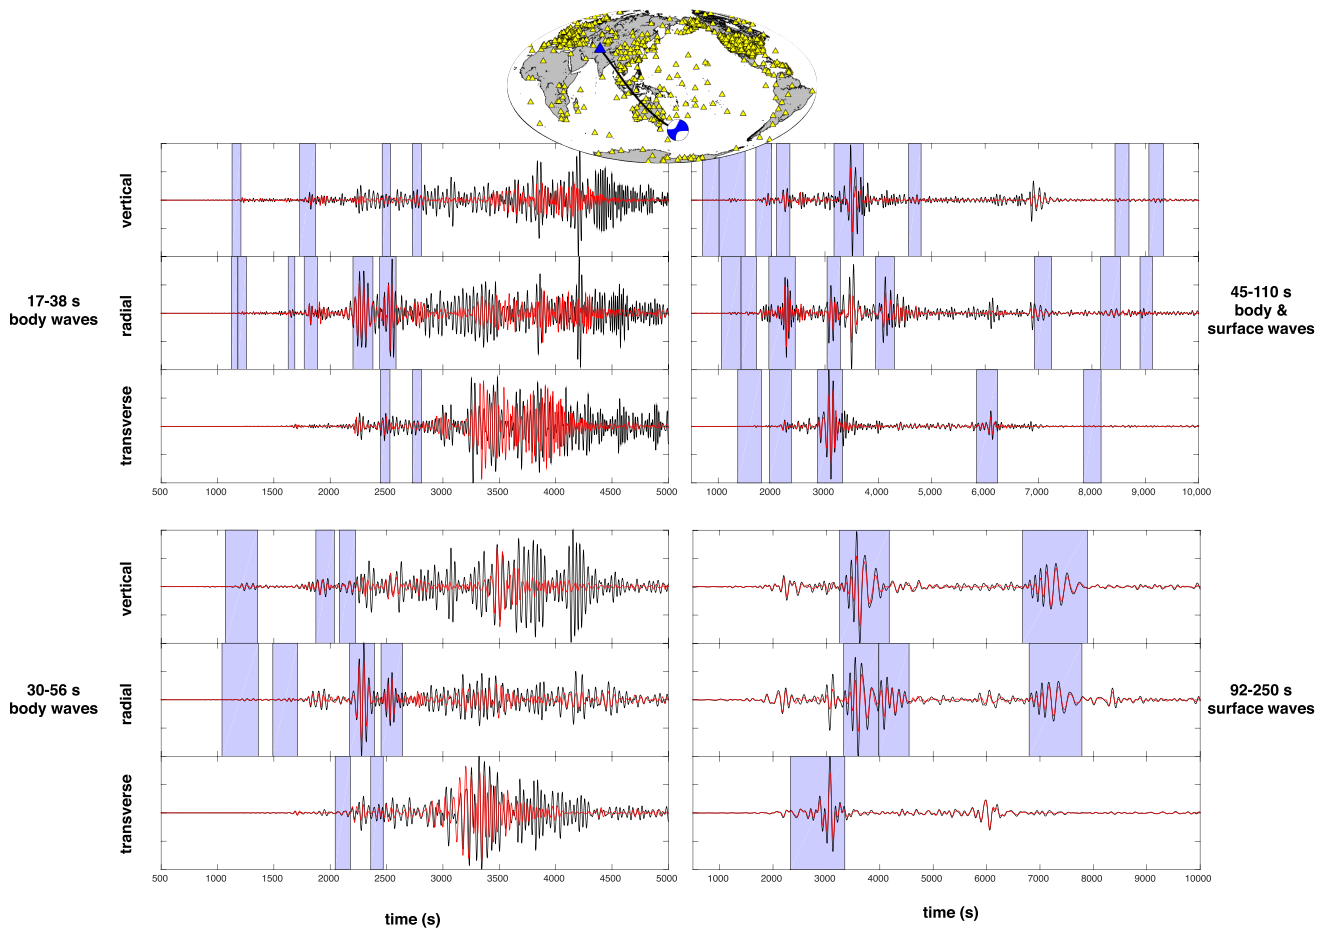 vertical
radial
transverse
17-38 s
body waves
500 1000 1500 2000 2500 3000 3500 4000 4500 5000
45-110 s
body &
surface waves
1000 2000 3000 4,000 5,000 6,000 7,000 8,000 9,000 10,000
vertical
radial
transverse
30-56 s
body waves
500 1000 1500 2000 2500 3000 3500 4000 4500 5000
time (s)
92-250 s
surface waves
1000 2000 3000 4000 5000 6000 7000 8000 9000 10000
time (s)